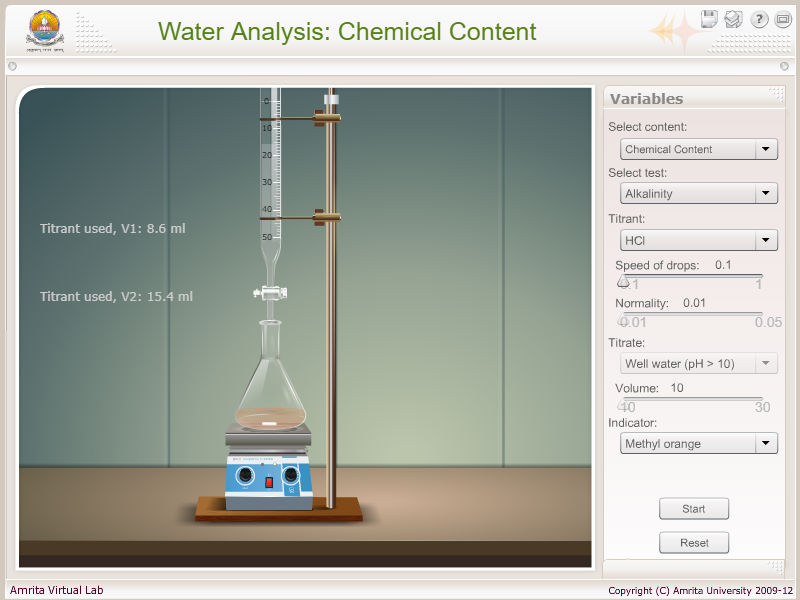 Water Analysis: Chemical Content
?
Variables
Select content:
Chemical Content
Select test:
Alkalinity
Titrant:
HCl
Speed of drops: 0.1
0.1 1
Normality: 0.01
0.01 0.05
Titrate:
Well water (pH > 10)
Volume: 10
10 30
Indicator:
Methyl orange
Start
Reset
0
10
20
30
40
50
Titrant used, V1: 8.6 ml
Titrant used, V2: 15.4 ml
Amrita Virtual Lab
Copyright (C) Amrita University 2009-12